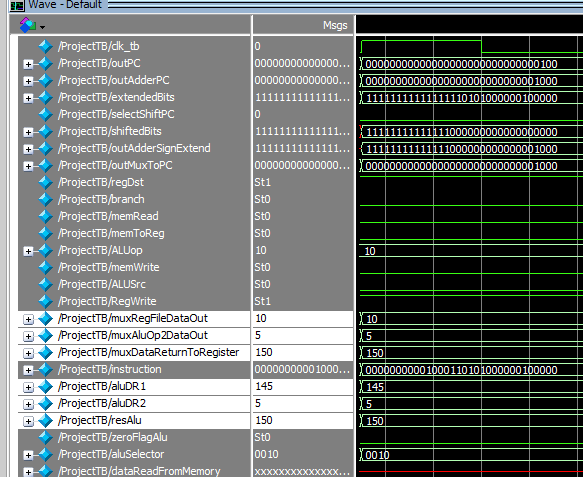 Wave - Default
Msgs
/ProjectTB/clk_tb 0
/ProjectTB/outPC 00000000000000... 00000000000000000000000000000100
/ProjectTB/outAdderPC 00000000000000... 00000000000000000000000000001000
/ProjectTB/extendedBits 11111111111111... 11111111111111110101000000100000
/ProjectTB/selectShiftPC 0
/ProjectTB/shiftedBits 11111111111111... 11111111111111100000000000000000
/ProjectTB/outAdderSignExtend 11111111111111... 11111111111111100000000000001000
/ProjectTB/outMuxToPC 00000000000000... 00000000000000000000000000001000
/ProjectTB/regDst St1
/ProjectTB/branch St0
/ProjectTB/memRead St0
/ProjectTB/memToReg St0
/ProjectTB/ALUop 10 10
/ProjectTB/memWrite St0
/ProjectTB/ALUSrc St0
/ProjectTB/RegWrite St1
/ProjectTB/muxRegFileDataOut 10 10
/ProjectTB/muxAluOp2DataOut 5 5
/ProjectTB/muxDataReturnToRegister 150 150
/ProjectTB/instruction 00000000001000... 00000000001000110101000000100000
/ProjectTB/aluDR1 145 145
/ProjectTB/aluDR2 5 5
/ProjectTB/resAlu 150 150
/ProjectTB/zeroFlagAlu St0
/ProjectTB/aluSelector 0010 0010
/ProjectTB/dataReadFromMemory xxxxxxxxxxxxxx...